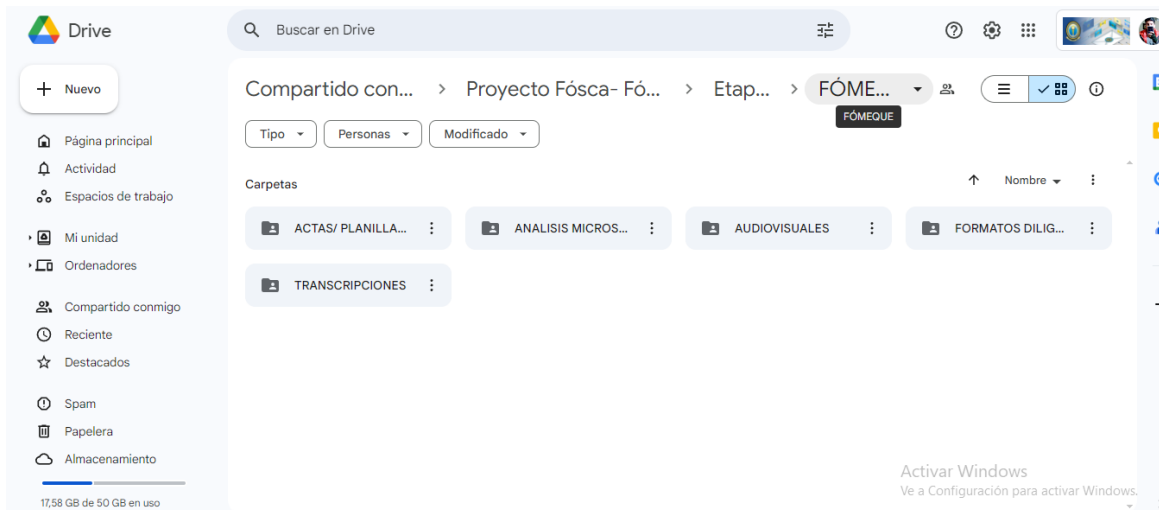 Drive
Buscar en Drive
Nuevo
Compartido con... > Proyecto Fósca- Fó... > Etap... > FÓME...
FÓMEQUE
Tipo Personas Modificado
Página principal
Actividad
Espacios de trabajo
Carpetas
Nombre
Mi unidad
Ordenadores
ACTAS/ PLANILLA... ANALISIS MICROS... AUDIOVISUALES FORMATOS DILIG...
TRANSCRIPCIONES
Compartido conmigo
Reciente
Destacados
Spam
Papelera
Almacenamiento
17,58 GB de 50 GB en uso
Activar Windows
Ve a Configuración para activar Windows.